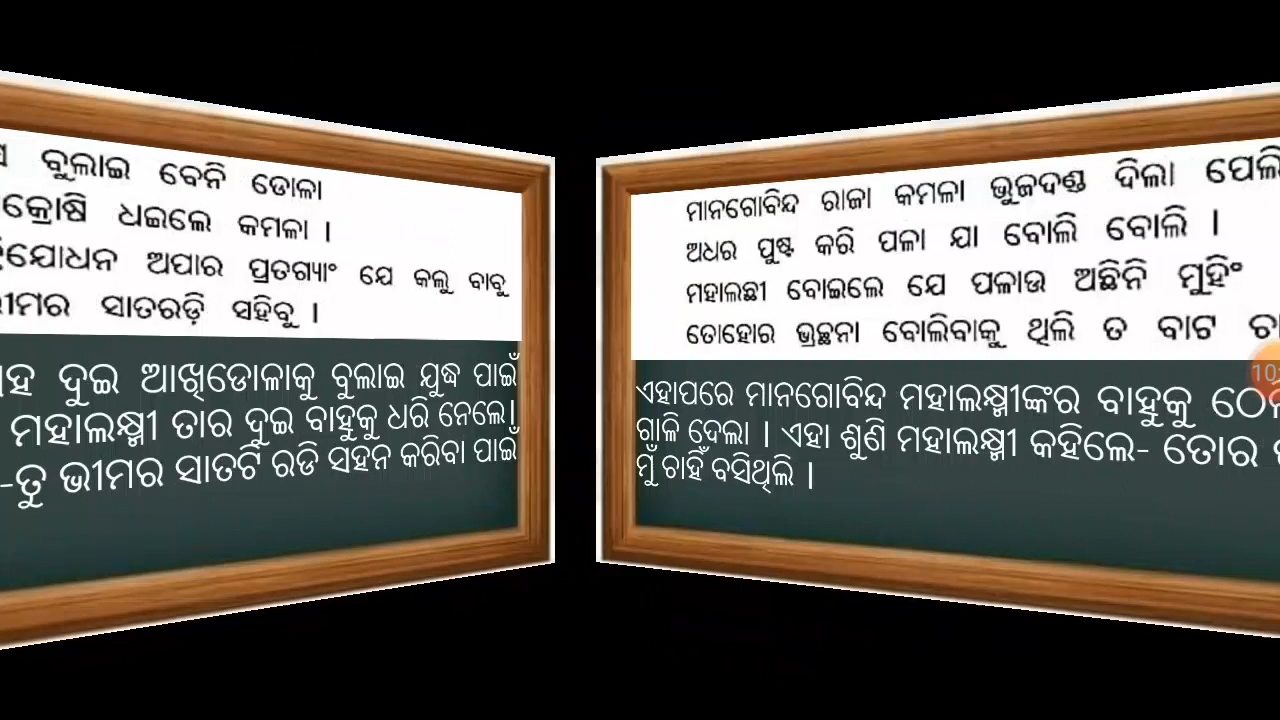 ବୁଲାଇ ବେନି ଡୋଳା
କ୍ରୋଷି ଧଇଲେ କମଳା ।
ଯୋଧନ ଅପାର ପ୍ରତଗ୍ୟାଂ ଯେ କଲୁ ବାବୁ
ଭୀମର ସାତରଡ଼ି ସହିବୁ ।
ଦୁଇ ଆଖିଡୋଳାକୁ ବୁଲାଇ ଯୁଦ୍ଧ ପାଇଁ
ମହାଲକ୍ଷ୍ମୀ ତାର ଦୁଇ ବାହୁକୁ ଧରି ନେଲେ।
-ତୁ ଭୀମର ସାତଟି ରଡି ସହନ କରିବା ପାଇଁ
ମାନଗୋବିନ୍ଦ ରାଜା କମଳା ଭୁଜଦଣ୍ଡ ଦିଲା ପେଲି
ଅଧର ପୁଷ୍ଟ କରି ପଳା ଯା ବୋଲି ବୋଲି ।
ମହାଲଛୀ ବୋଇଲେ ଯେ ପଳାଉ ଅଛିନି ମୁହିଂ
ତୋହୋର ଭ୍ରଛନା ବୋଲିବାକୁ ଥିଲି ତ ବାଟ
ଏହାପରେ ମାନଗୋବିନ୍ଦ ମହାଲକ୍ଷ୍ମୀଙ୍କର ବାହୁକୁ
ଗାଳି ଦେଲା । ଏହା ଶୁଣି ମହାଲକ୍ଷ୍ମୀ କହିଲେ- ତୋର
ମୁଁ ଚାହିଁ ବସିଥିଲି ।